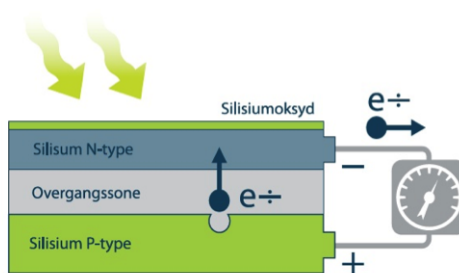 Silisiumoksyd
e÷
Silisum N-type
−
Overgangssone
e÷
Silisium P-type
+